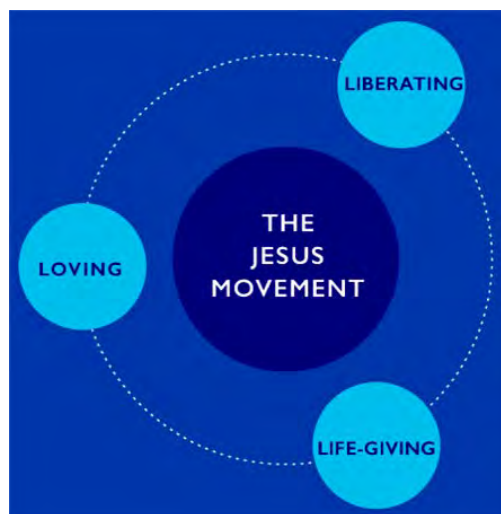 LIBERATING
THE
JESUS
MOVEMENT
LOVING
LIFE-GIVING